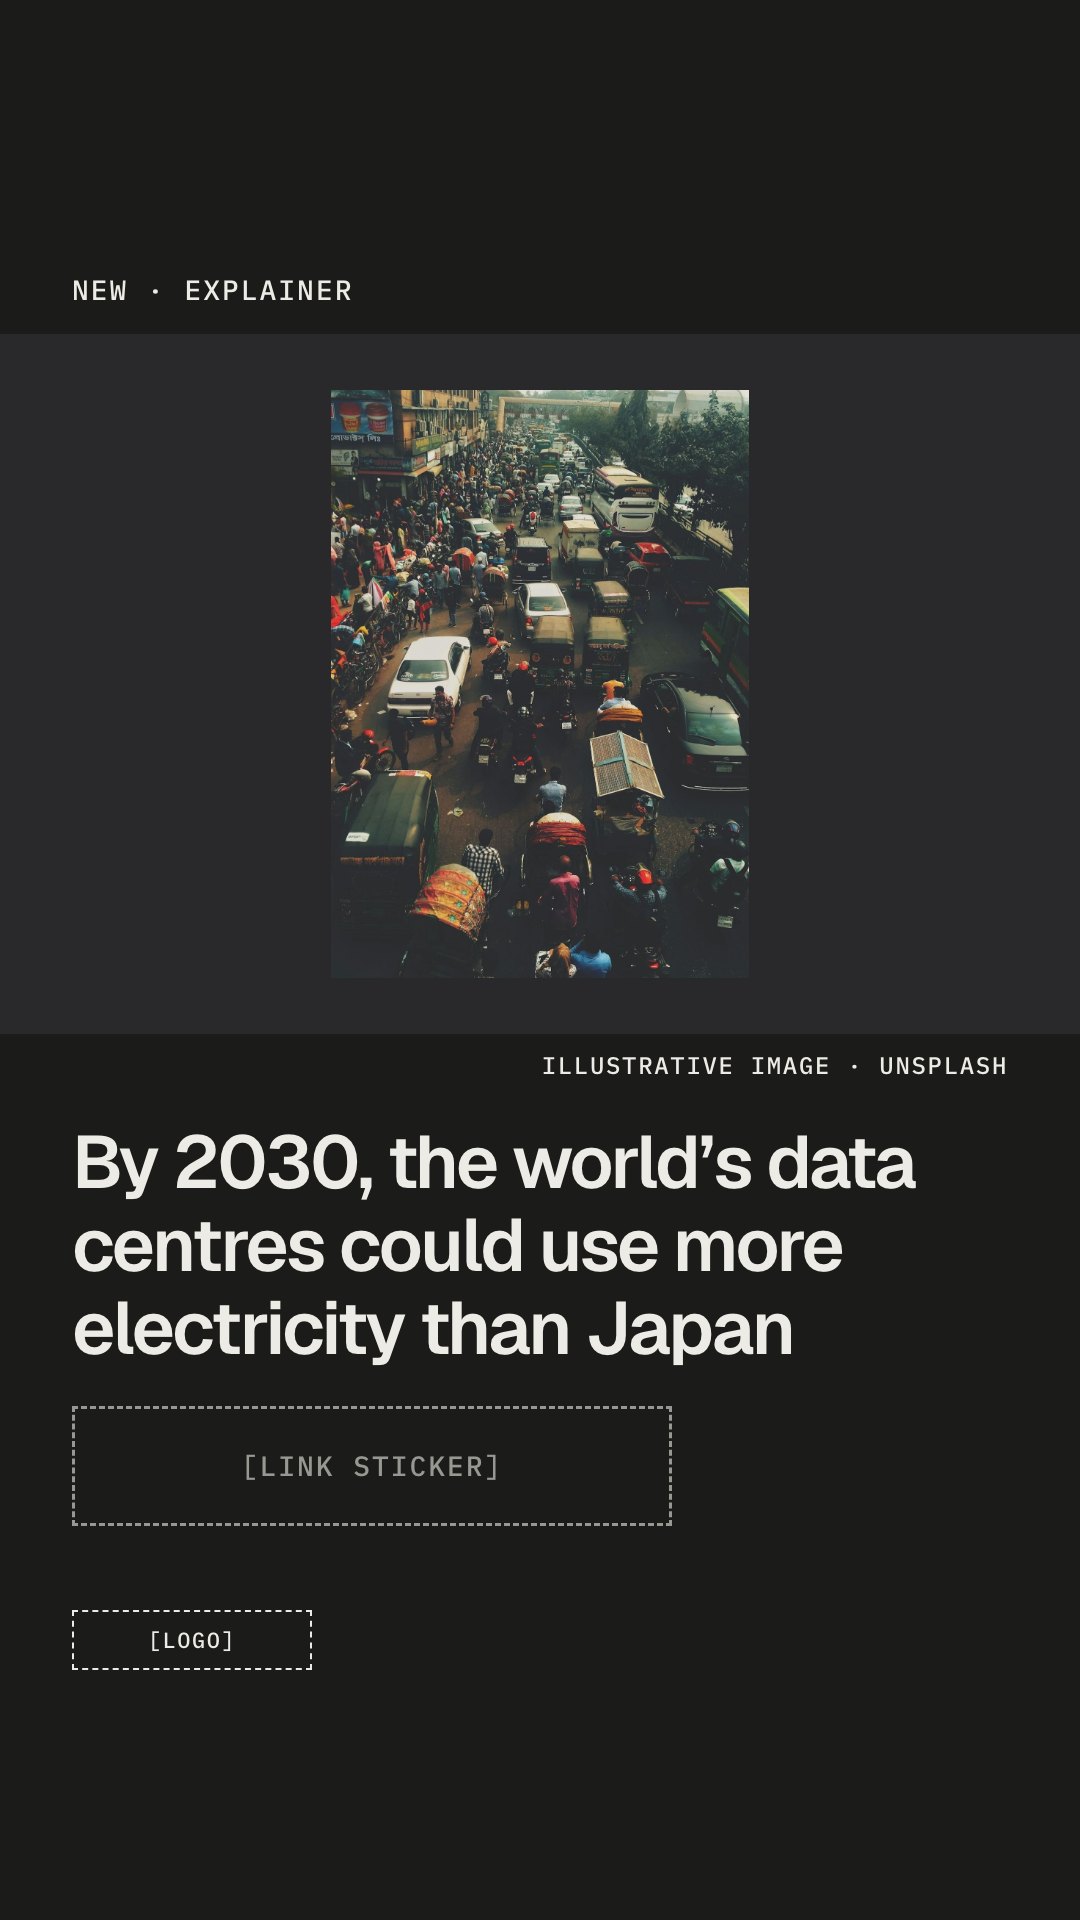 NEW · EXPLAINER
ILLUSTRATIVE IMAGE · UNSPLASH
By 2030, the world’s data
centres could use more
electricity than Japan
[LINK STICKER]
[LOGO]